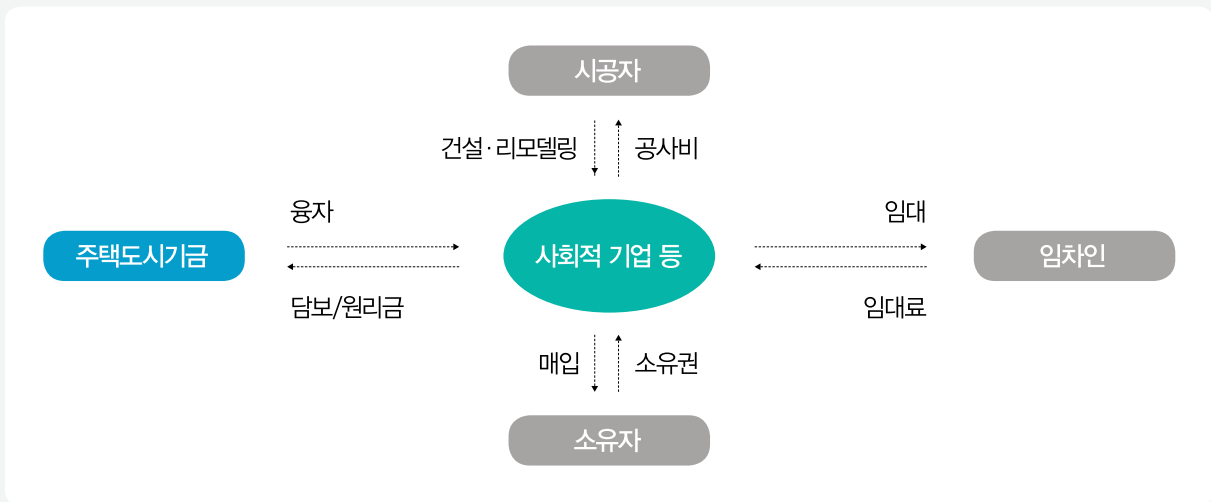 시공자
건설·리모델링
공사비
융자
임대
주택도시기금
사회적 기업 등
임차인
담보/원리금
임대료
매입
소유권
소유자